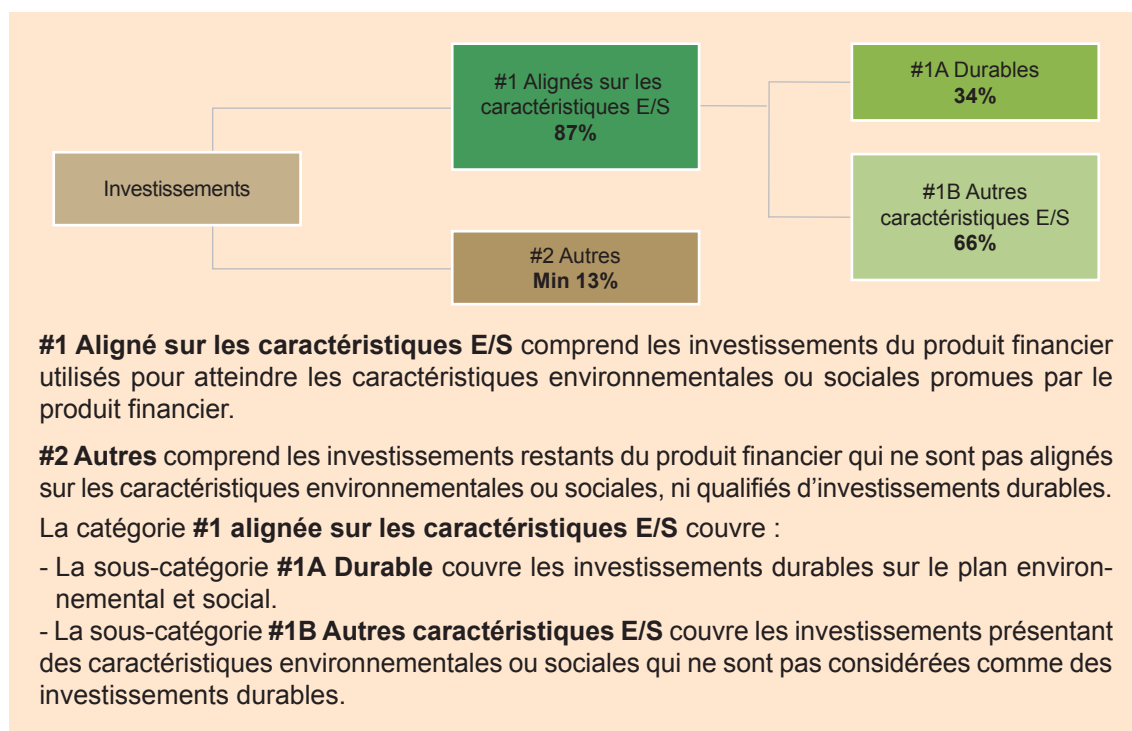 #1 Alignés sur les
caractéristiques E/S
87%
#1A Durables
34%
Investissements
#1B Autres
caractéristiques E/S
66%
#2 Autres
Min 13%
#1 Aligné sur les caractéristiques E/S comprend les investissements du produit financier
utilisés pour atteindre les caractéristiques environnementales ou sociales promues par le
produit financier.
#2 Autres comprend les investissements restants du produit financier qui ne sont pas alignés
sur les caractéristiques environnementales ou sociales, ni qualifiés d’investissements durables.
La catégorie #1 alignée sur les caractéristiques E/S couvre :
- La sous-catégorie #1A Durable couvre les investissements durables sur le plan environ-
nemental et social.
- La sous-catégorie #1B Autres caractéristiques E/S couvre les investissements présentant
des caractéristiques environnementales ou sociales qui ne sont pas considérées comme des
investissements durables.